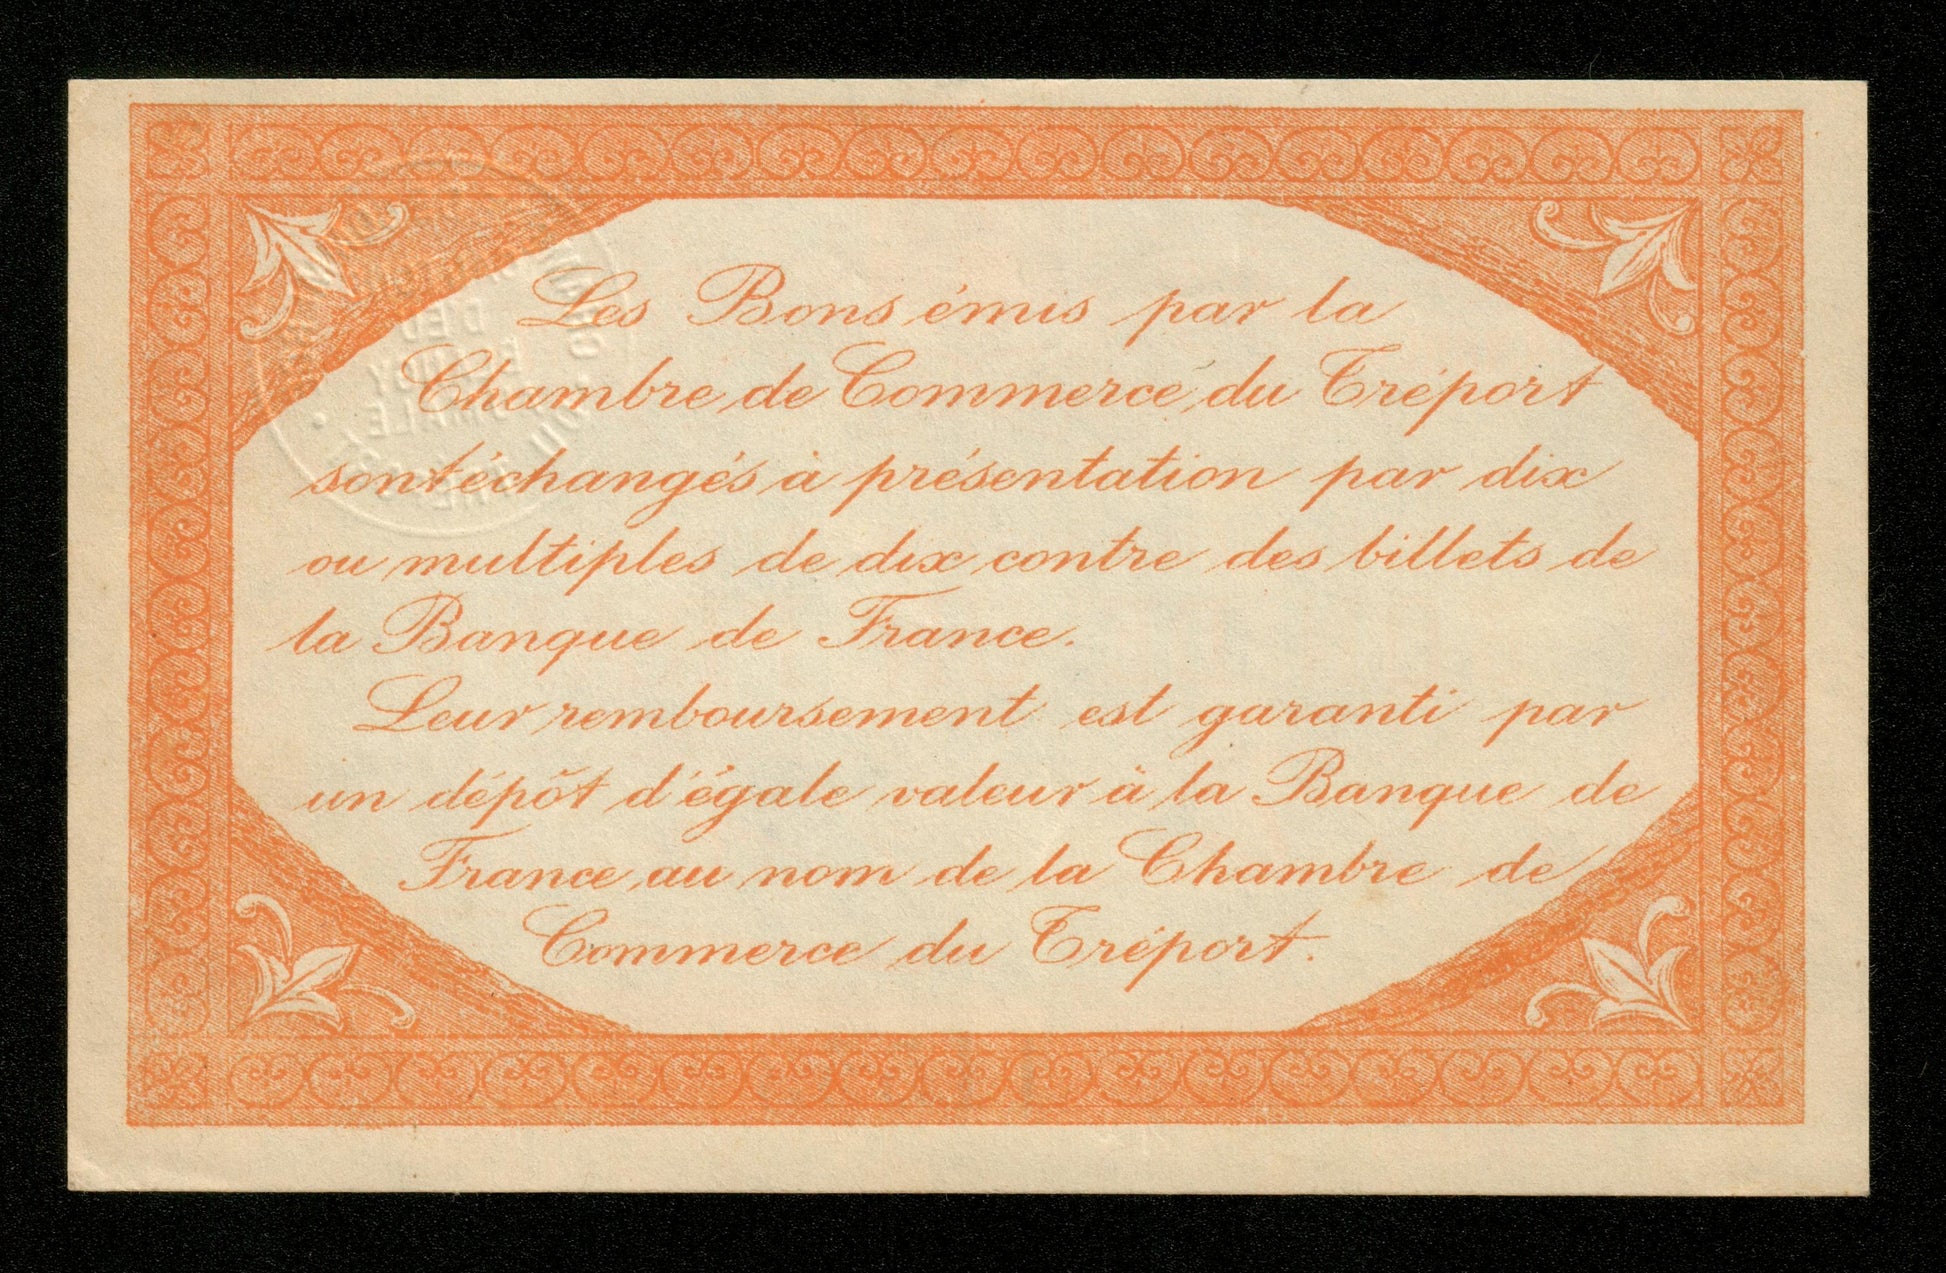 Les Bons émis par la
Chambre de Commerce du Tréport
sont échangés à présentation par dix
ou multiples de dix contre des billets de
la Banque de France.
Leur remboursement est garanti par
un dépôt d'égale valeur à la Banque de
France au nom de la Chambre de
Commerce du Tréport.